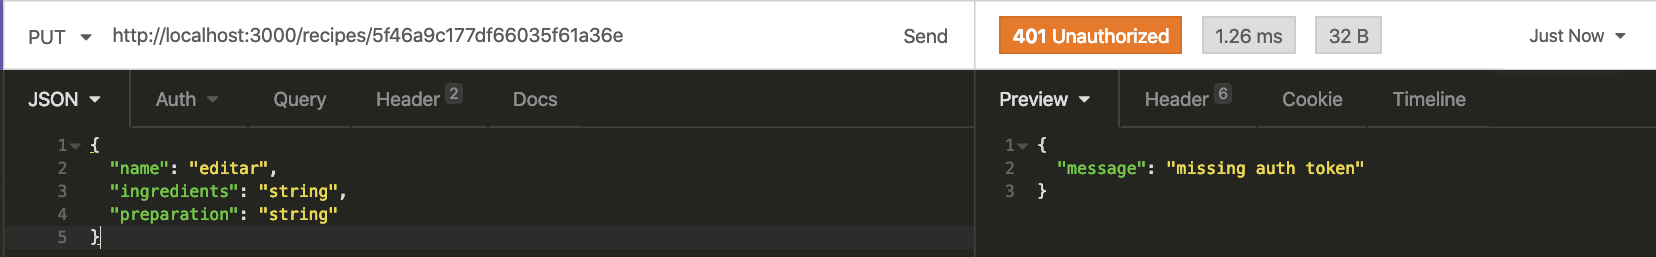 PUT http://localhost:3000/recipes/5f46a9c177df66035f61a36e Send 401 Unauthorized 1.26 ms 32 B Just Now
JSON Auth Query Header 2 Docs
1 {
2 "name": "editar",
3 "ingredients": "string",
4 "preparation": "string"
5 }
Preview Header 6 Cookie Timeline
1 {
2 "message": "missing auth token"
3 }